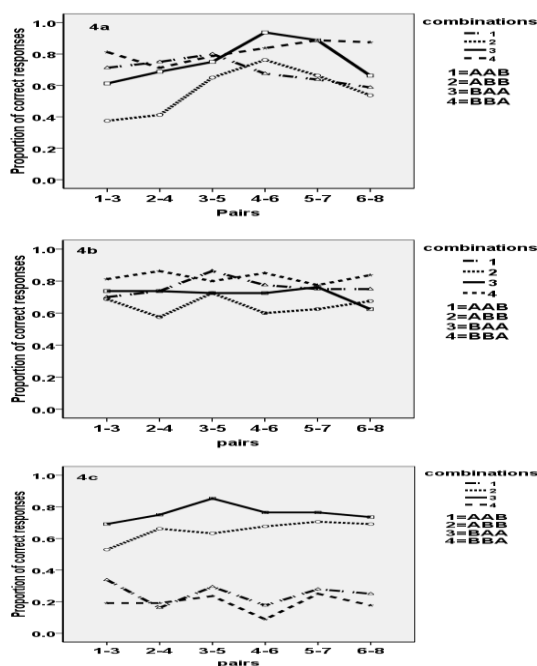 4a
Proportion of correct responses
1.0
0.8
0.6
0.4
0.2
0.0
1-3 2-4 3-5 4-6 5-7 6-8
Pairs
combinations
1
2
3
4
1=AAB
2=ABB
3=BAA
4=BBA
4b
Proportion of correct responses
1.0
0.8
0.6
0.4
0.2
0.0
1-3 2-4 3-5 4-6 5-7 6-8
pairs
combinations
1
2
3
4
1=AAB
2=ABB
3=BAA
4=BBA
4c
Proportion of correct responses
1.0
0.8
0.6
0.4
0.2
0.0
1-3 2-4 3-5 4-6 5-7 6-8
pairs
combinations
1
2
3
4
1=AAB
2=ABB
3=BAA
4=BBA